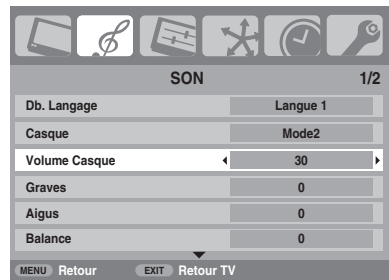 SON 1/2
Db. Langage Langue 1
Casque Mode2
Volume Casque 30
Graves 0
Aigus 0
Balance 0
MENU Retour EXIT Retour TV